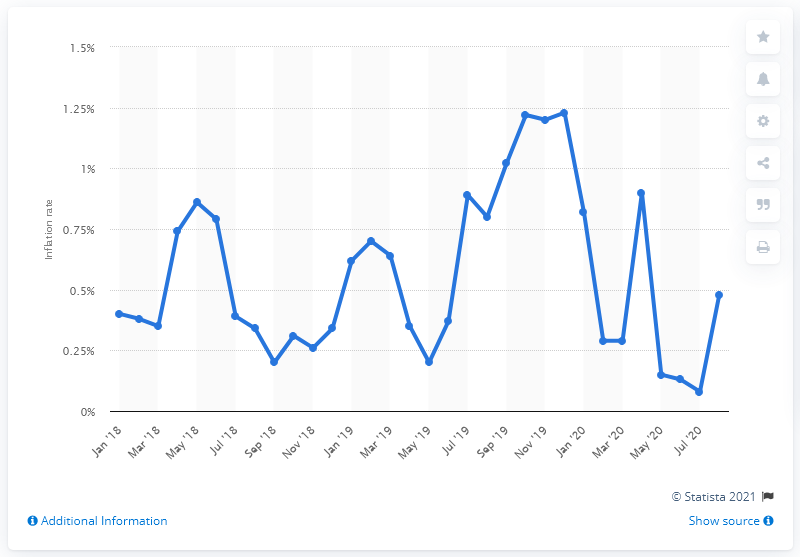 1.5%
1.25%
1%
0.75%
0.5%
0.25%
0%
Inflation rate
Jan '18
Mar '18
May '18
Jul '18
Sep '18
Nov '18
Jan '19
Mar '19
May '19
Jul '19
Sep '19
Nov '19
Jan '20
Mar '20
May '20
Jul '20
© Statista 2021
Additional Information
Show source